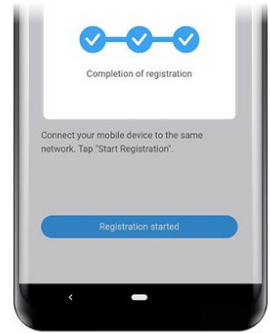 Completion of registration
Connect your mobile device to the same
network. Tap "Start Registration".
Registration started